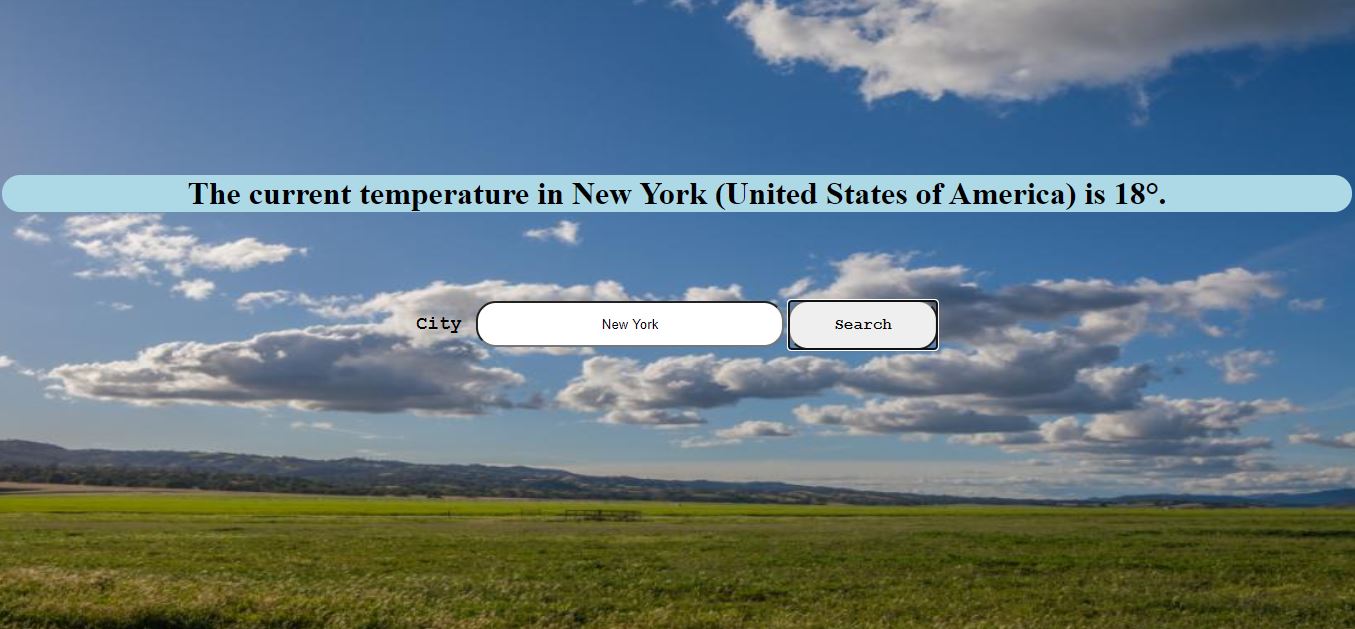 The current temperature in New York (United States of America) is 18°.
City New York Search